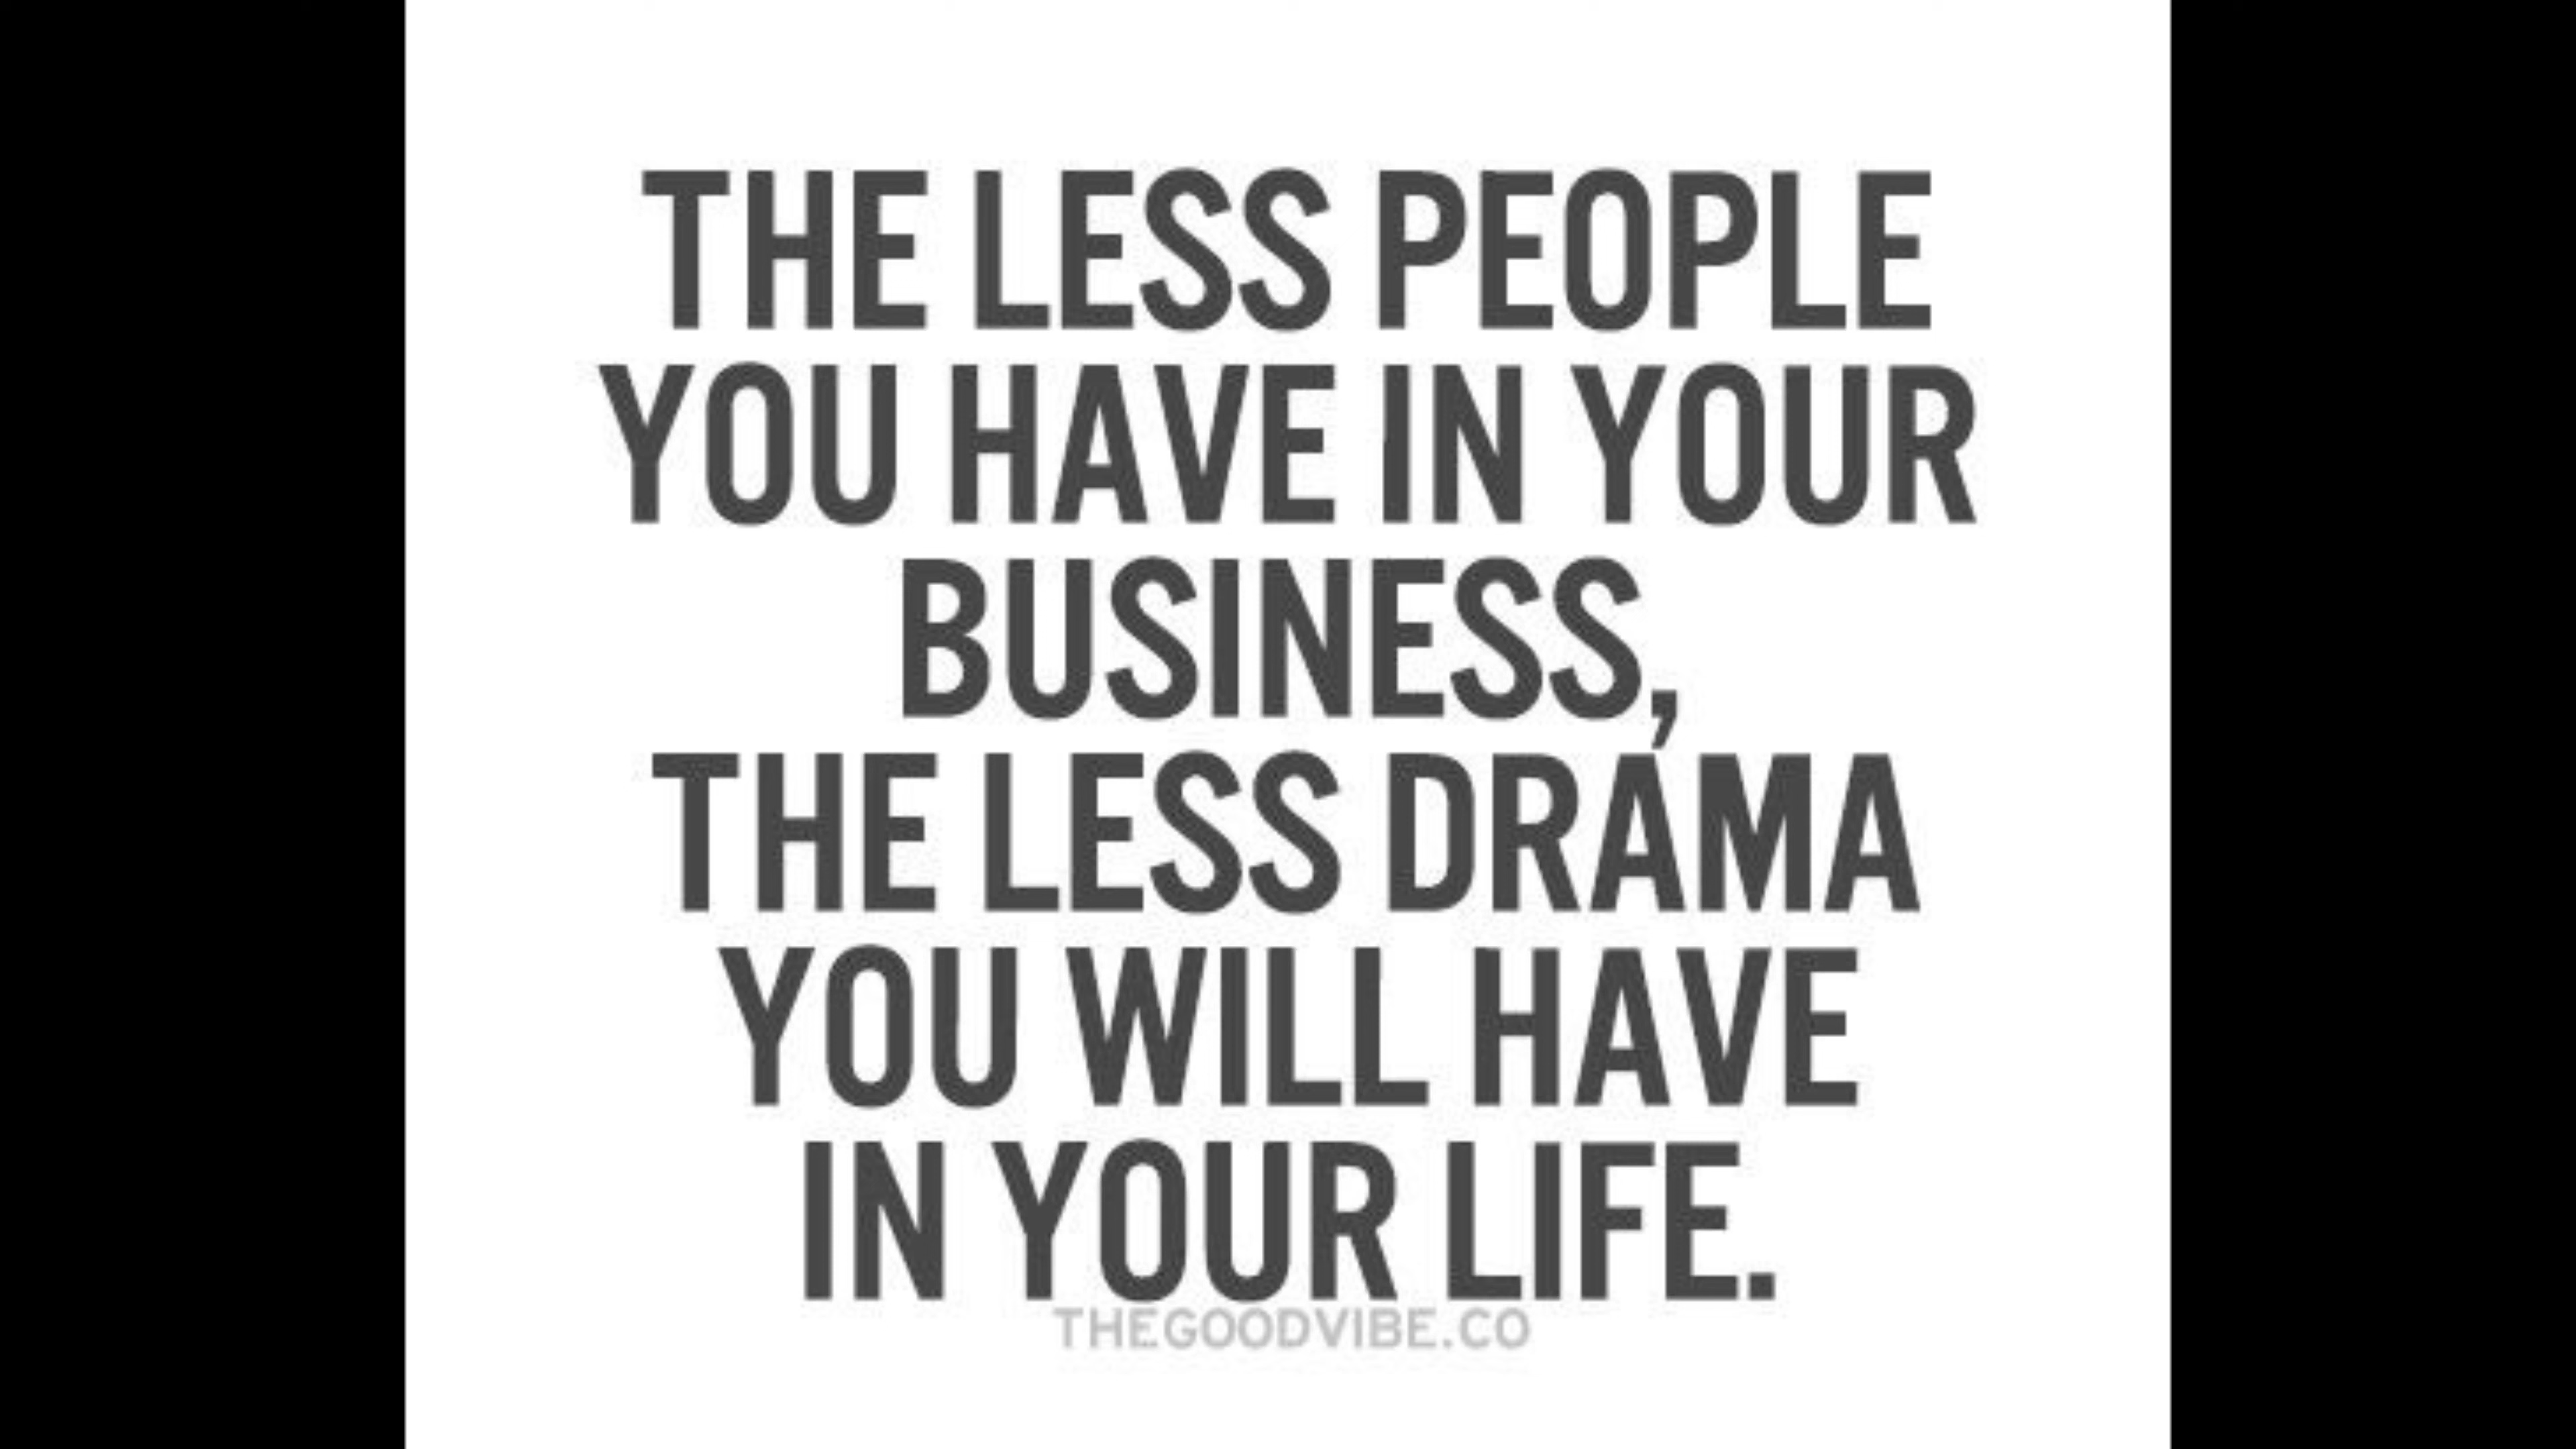 THE LESS PEOPLE
YOU HAVE IN YOUR
BUSINESS,
THE LESS DRAMA
YOU WILL HAVE
IN YOUR LIFE.
THEGOODVIBE.CO